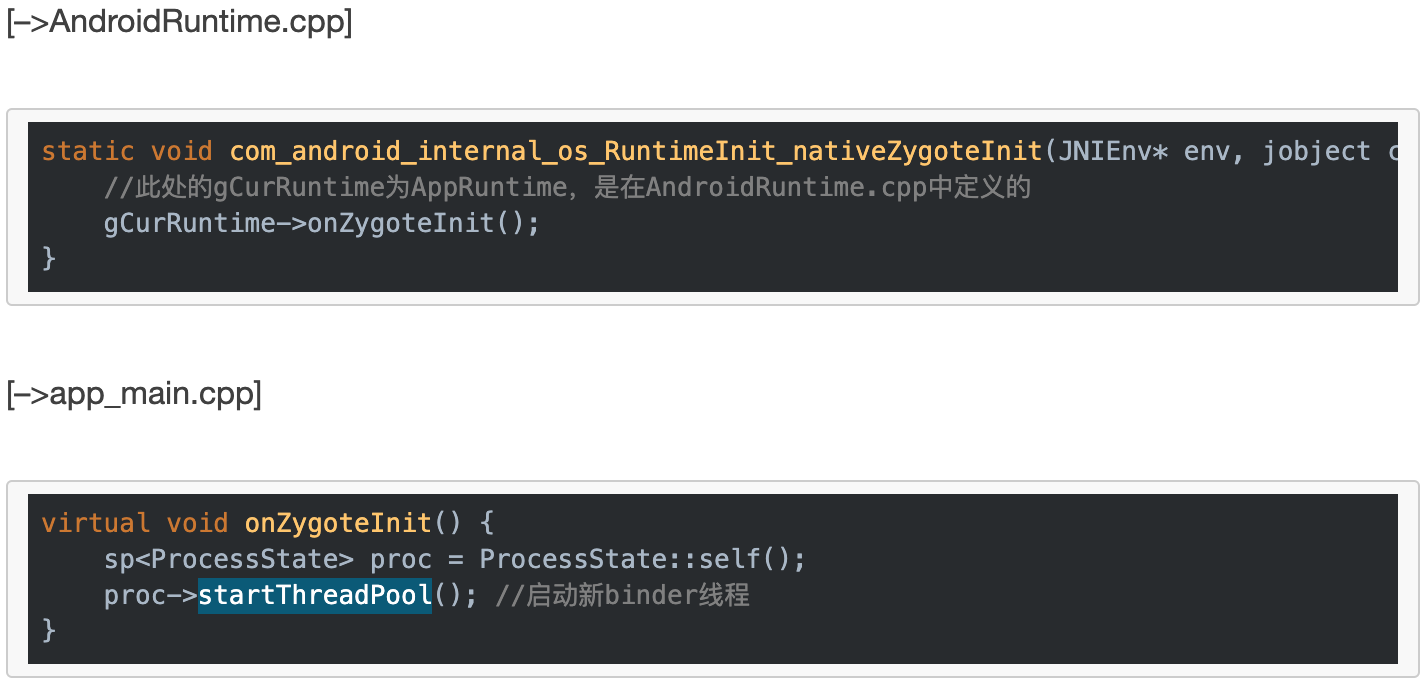 [–>AndroidRuntime.cpp]
static void com_android_internal_os_RuntimeInit_nativeZygoteInit(JNIEnv* env, jobject c
    //此处的gCurRuntime为AppRuntime，是在AndroidRuntime.cpp中定义的
    gCurRuntime->onZygoteInit();
}
[–>app_main.cpp]
virtual void onZygoteInit() {
    sp<ProcessState> proc = ProcessState::self();
    proc->startThreadPool(); //启动新binder线程
}